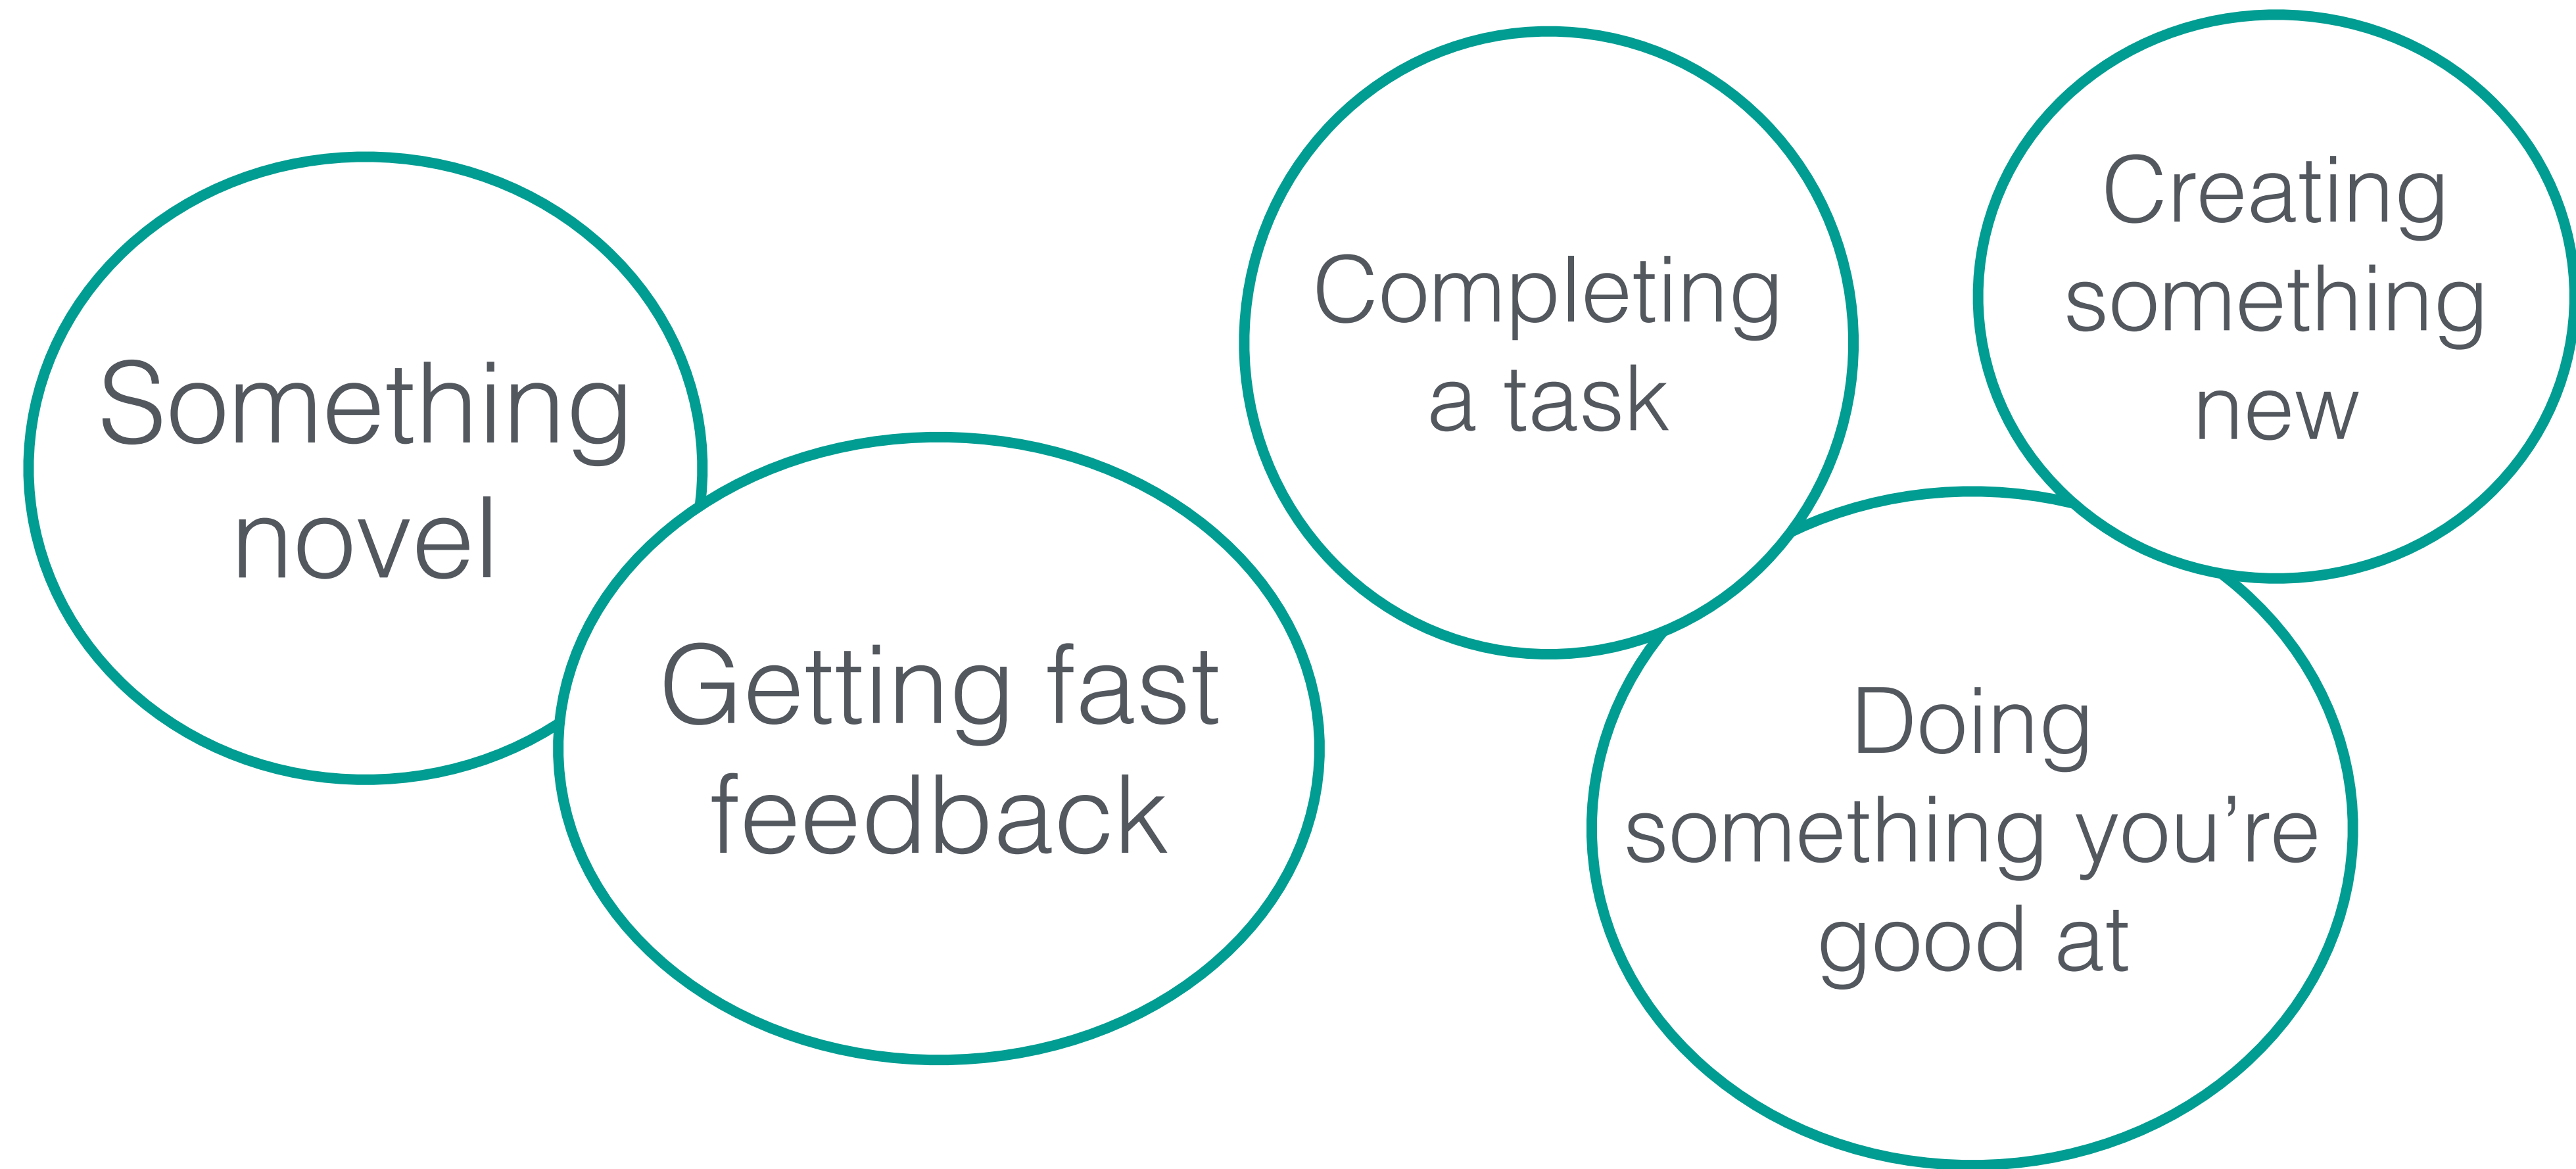 Something
novel
Getting fast
feedback
Completing
a task
Creating
something
new
Doing
something you’re
good at